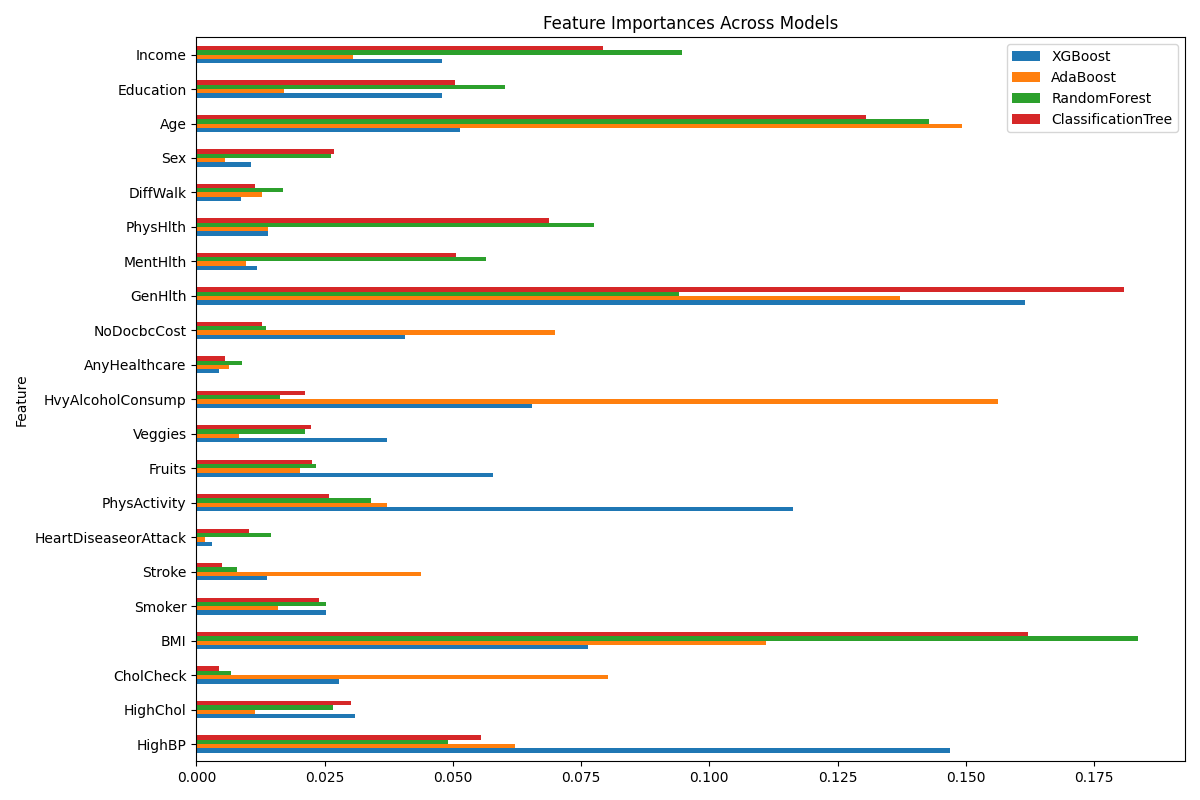 Feature Importances Across Models
XGBoost
AdaBoost
RandomForest
ClassificationTree
Feature
Income
Education
Age
Sex
DiffWalk
PhysHlth
MentHlth
GenHlth
NoDocbcCost
AnyHealthcare
HvyAlcoholConsump
Veggies
Fruits
PhysActivity
HeartDiseaseorAttack
Stroke
Smoker
BMI
CholCheck
HighChol
HighBP
0.000 0.025 0.050 0.075 0.100 0.125 0.150 0.175